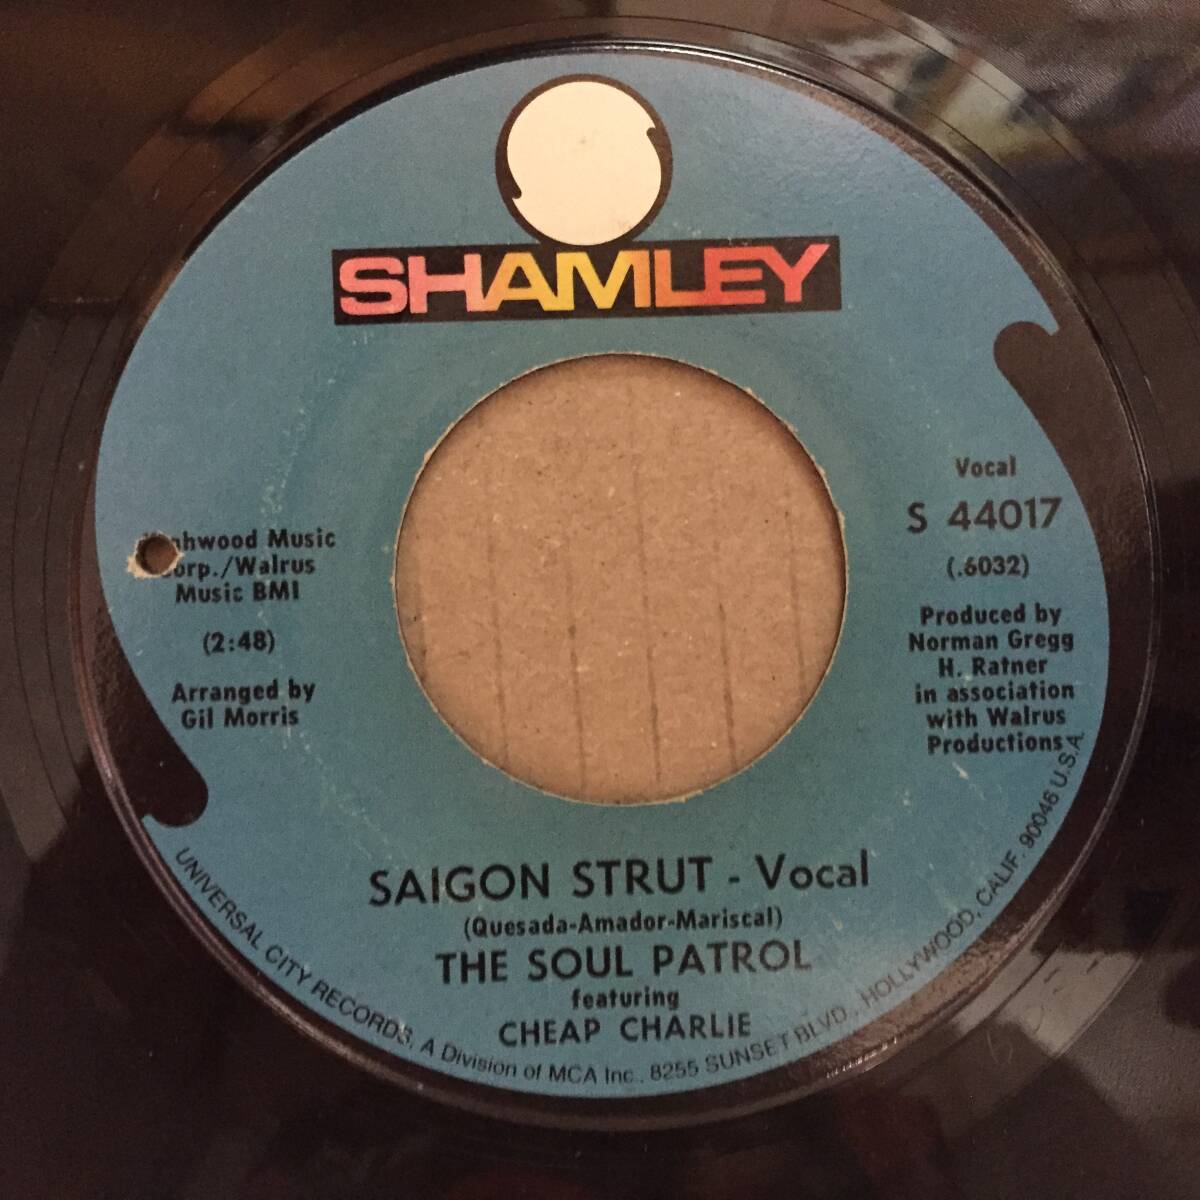 SHAMLEY
Vocal
S 44017
(.6032)
Produced by
Norman Gregg
H. Ratner
in association
with Walrus
Productions
Music
/Walrus
Music BMI
(2:48)
Arranged by
Gil Morris
SAIGON STRUT - Vocal
(Quesada-Amador-Mariscal)
THE SOUL PATROL
featuring
CHEAP CHARLIE
UNIVERSAL CITY RECORDS, A Division of MCA Inc., 8255 SUNSET BLVD., HOLLYWOOD, CALIF. 90046 U.S.A.